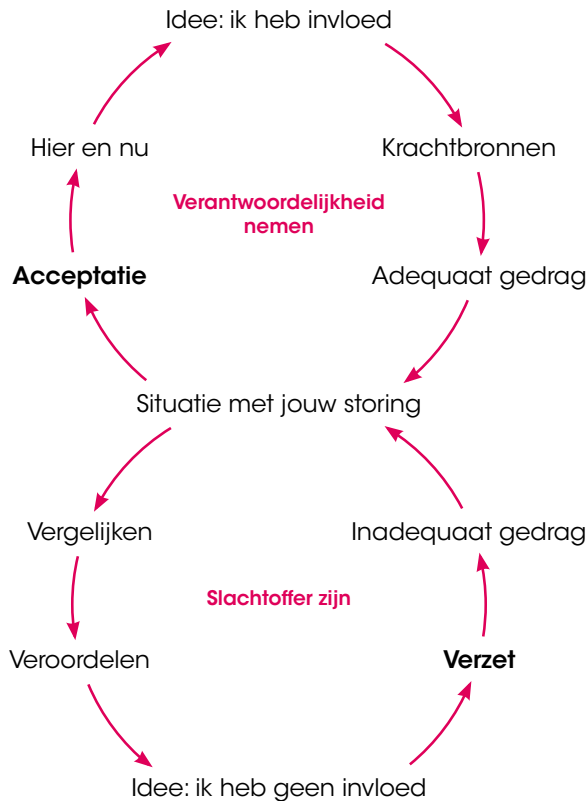 Idee: ik heb invloed
Hier en nu
Krachtbronnen
Verantwoordelijkheid
nemen
Acceptatie
Adequaat gedrag
Situatie met jouw storing
Vergelijken
Inadequaat gedrag
Slachtoffer zijn
Veroordelen
Verzet
Idee: ik heb geen invloed